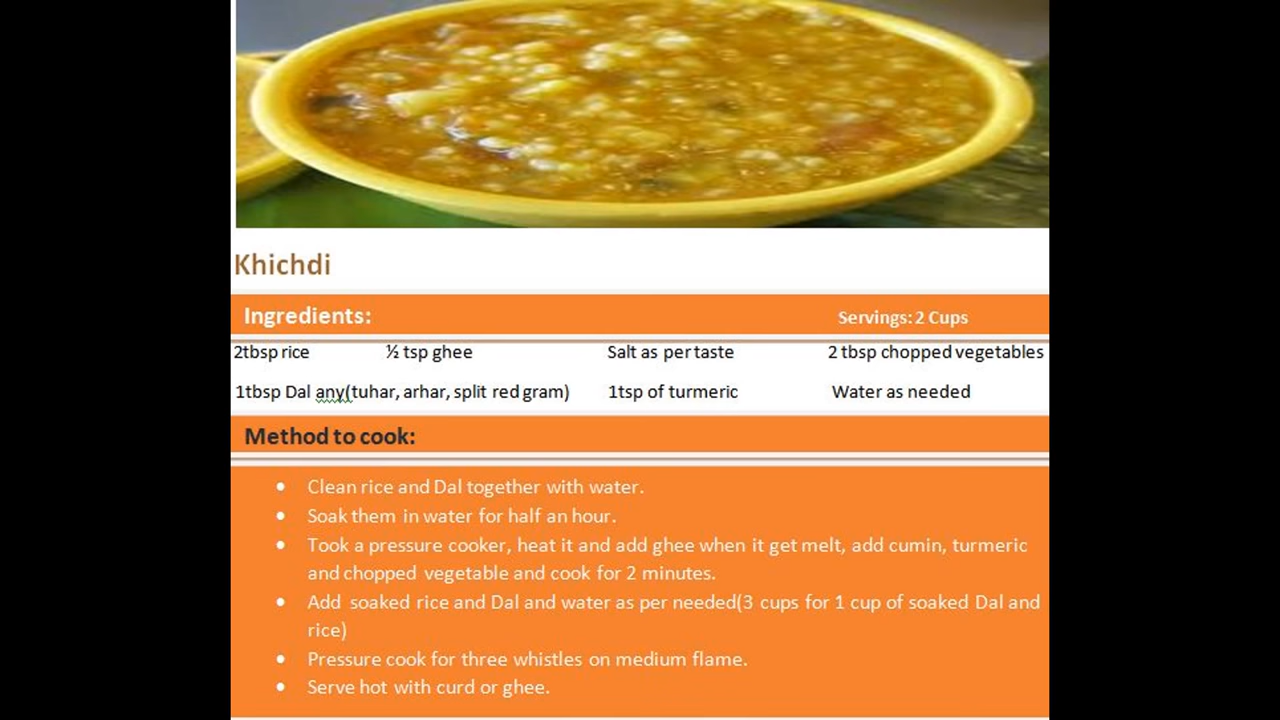 Khichdi
Ingredients: Servings: 2 Cups
2tbsp rice ½ tsp ghee Salt as per taste 2 tbsp chopped vegetables
1tbsp Dal any(tuhar, arhar, split red gram) 1tsp of turmeric Water as needed
Method to cook:
• Clean rice and Dal together with water.
• Soak them in water for half an hour.
• Took a pressure cooker, heat it and add ghee when it get melt, add cumin, turmeric
and chopped vegetable and cook for 2 minutes.
• Add soaked rice and Dal and water as per needed(3 cups for 1 cup of soaked Dal and
rice)
• Pressure cook for three whistles on medium flame.
• Serve hot with curd or ghee.